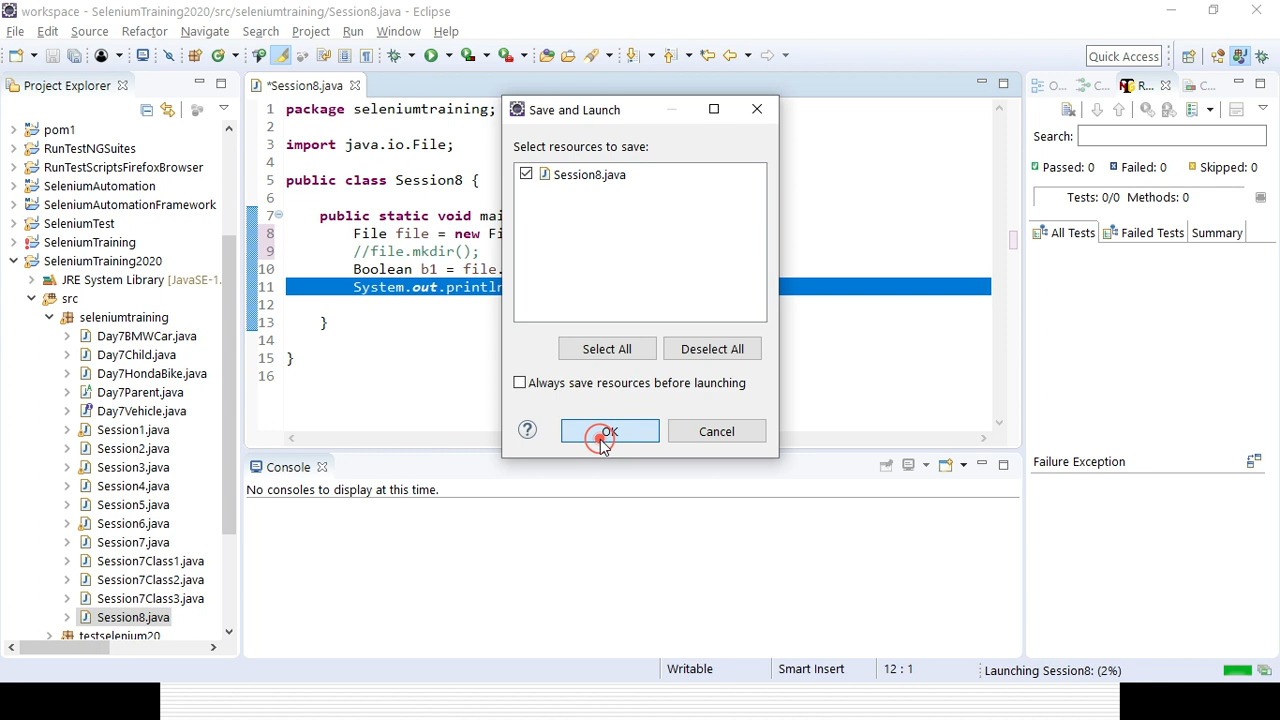 workspace - SeleniumTraining2020/src/seleniumtraining/Session8.java - Eclipse
File Edit Source Refactor Navigate Search Project Run Window Help
Quick Access
Project Explorer
*Session8.java
O...
C...
R...
C...
pom1
RunTestNGSuites
RunTestScriptsFirefoxBrowser
SeleniumAutomation
SeleniumAutomationFramework
SeleniumTest
SeleniumTraining
SeleniumTraining2020
JRE System Library [JavaSE-1.
src
seleniumtraining
Day7BMWCar.java
Day7Child.java
Day7HondaBike.java
Day7Parent.java
Day7Vehicle.java
Session1.java
Session2.java
Session3.java
Session4.java
Session5.java
Session6.java
Session7.java
Session7Class1.java
Session7Class2.java
Session7Class3.java
Session8.java
testselenium20
1 package seleniumtraining;
2
3 import java.io.File;
4
5 public class Session8 {
6
7 public static void mai
8 File file = new Fi
9 //file.mkdir();
10 Boolean b1 = file.
11 System.out.println
12
13 }
14
15 }
16
Save and Launch
Select resources to save:
Session8.java
Select All Deselect All
Always save resources before launching
OK Cancel
Search:
Passed: 0 Failed: 0 Skipped: 0
Tests: 0/0 Methods: 0
All Tests Failed Tests Summary
Failure Exception
Console
No consoles to display at this time.
Writable Smart Insert 12 : 1 Launching Session8: (2%)